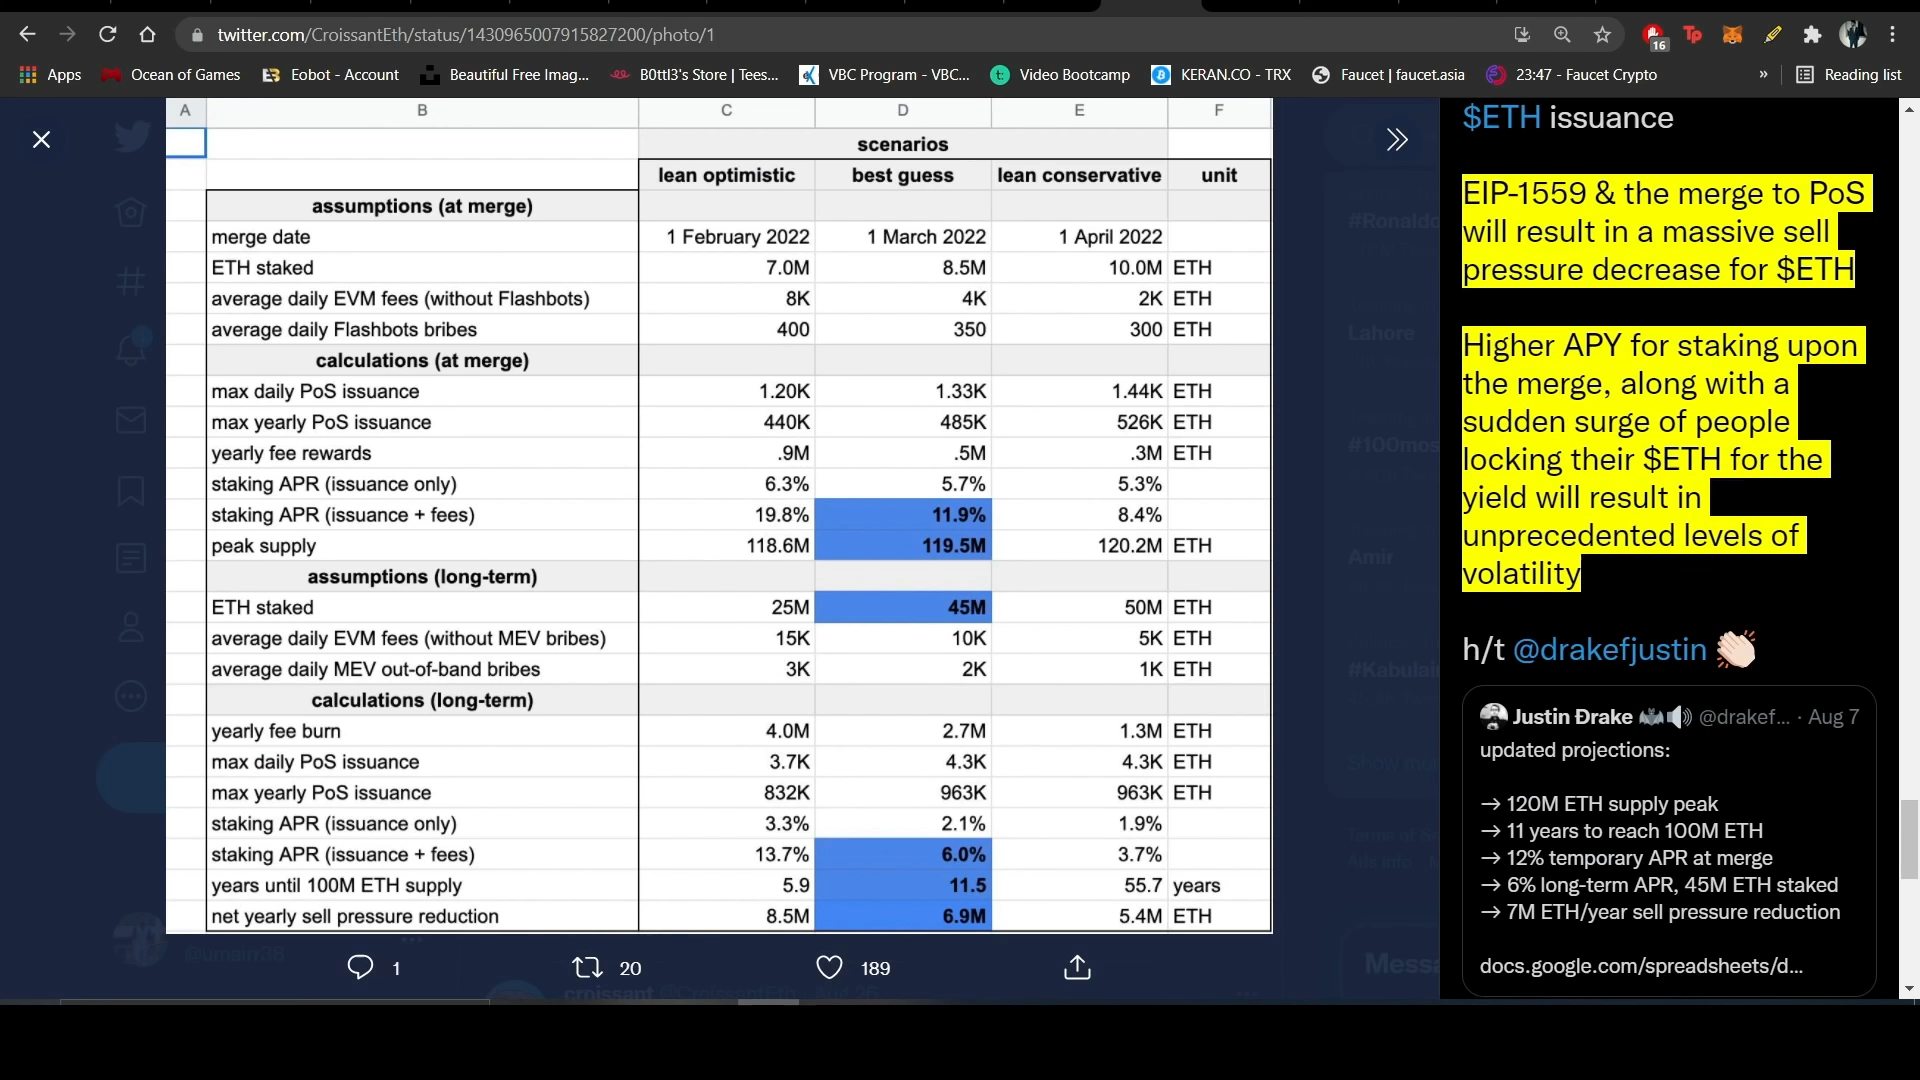 twitter.com/CroissantEth/status/1430965007915827200/photo/1
16
Apps Ocean of Games Eobot - Account Beautiful Free Imag... B0ttl3's Store | Tees... VBC Program - VBC... Video Bootcamp KERAN.CO - TRX Faucet | faucet.asia 23:47 - Faucet Crypto » Reading list
A B C D E F
scenarios
lean optimistic best guess lean conservative unit
assumptions (at merge)
merge date 1 February 2022 1 March 2022 1 April 2022
ETH staked 7.0M 8.5M 10.0M ETH
average daily EVM fees (without Flashbots) 8K 4K 2K ETH
average daily Flashbots bribes 400 350 300 ETH
calculations (at merge)
max daily PoS issuance 1.20K 1.33K 1.44K ETH
max yearly PoS issuance 440K 485K 526K ETH
yearly fee rewards .9M .5M .3M ETH
staking APR (issuance only) 6.3% 5.7% 5.3%
staking APR (issuance + fees) 19.8% 11.9% 8.4%
peak supply 118.6M 119.5M 120.2M ETH
assumptions (long-term)
ETH staked 25M 45M 50M ETH
average daily EVM fees (without MEV bribes) 15K 10K 5K ETH
average daily MEV out-of-band bribes 3K 2K 1K ETH
calculations (long-term)
yearly fee burn 4.0M 2.7M 1.3M ETH
max daily PoS issuance 3.7K 4.3K 4.3K ETH
max yearly PoS issuance 832K 963K 963K ETH
staking APR (issuance only) 3.3% 2.1% 1.9%
staking APR (issuance + fees) 13.7% 6.0% 3.7%
years until 100M ETH supply 5.9 11.5 55.7 years
net yearly sell pressure reduction 8.5M 6.9M 5.4M ETH
1 20 189
#Ronaldo
Lahore
#100mos
Amir
#Kabulai
@umairr38
croissant @CroissantEth Aug 26
Messa
$ETH issuance
EIP-1559 & the merge to PoS
will result in a massive sell
pressure decrease for $ETH
Higher APY for staking upon
the merge, along with a
sudden surge of people
locking their $ETH for the
yield will result in
unprecedented levels of
volatility
h/t @drakefjustin
Justin Ðrake @drakef... · Aug 7
updated projections:
→ 120M ETH supply peak
→ 11 years to reach 100M ETH
→ 12% temporary APR at merge
→ 6% long-term APR, 45M ETH staked
→ 7M ETH/year sell pressure reduction
docs.google.com/spreadsheets/d...